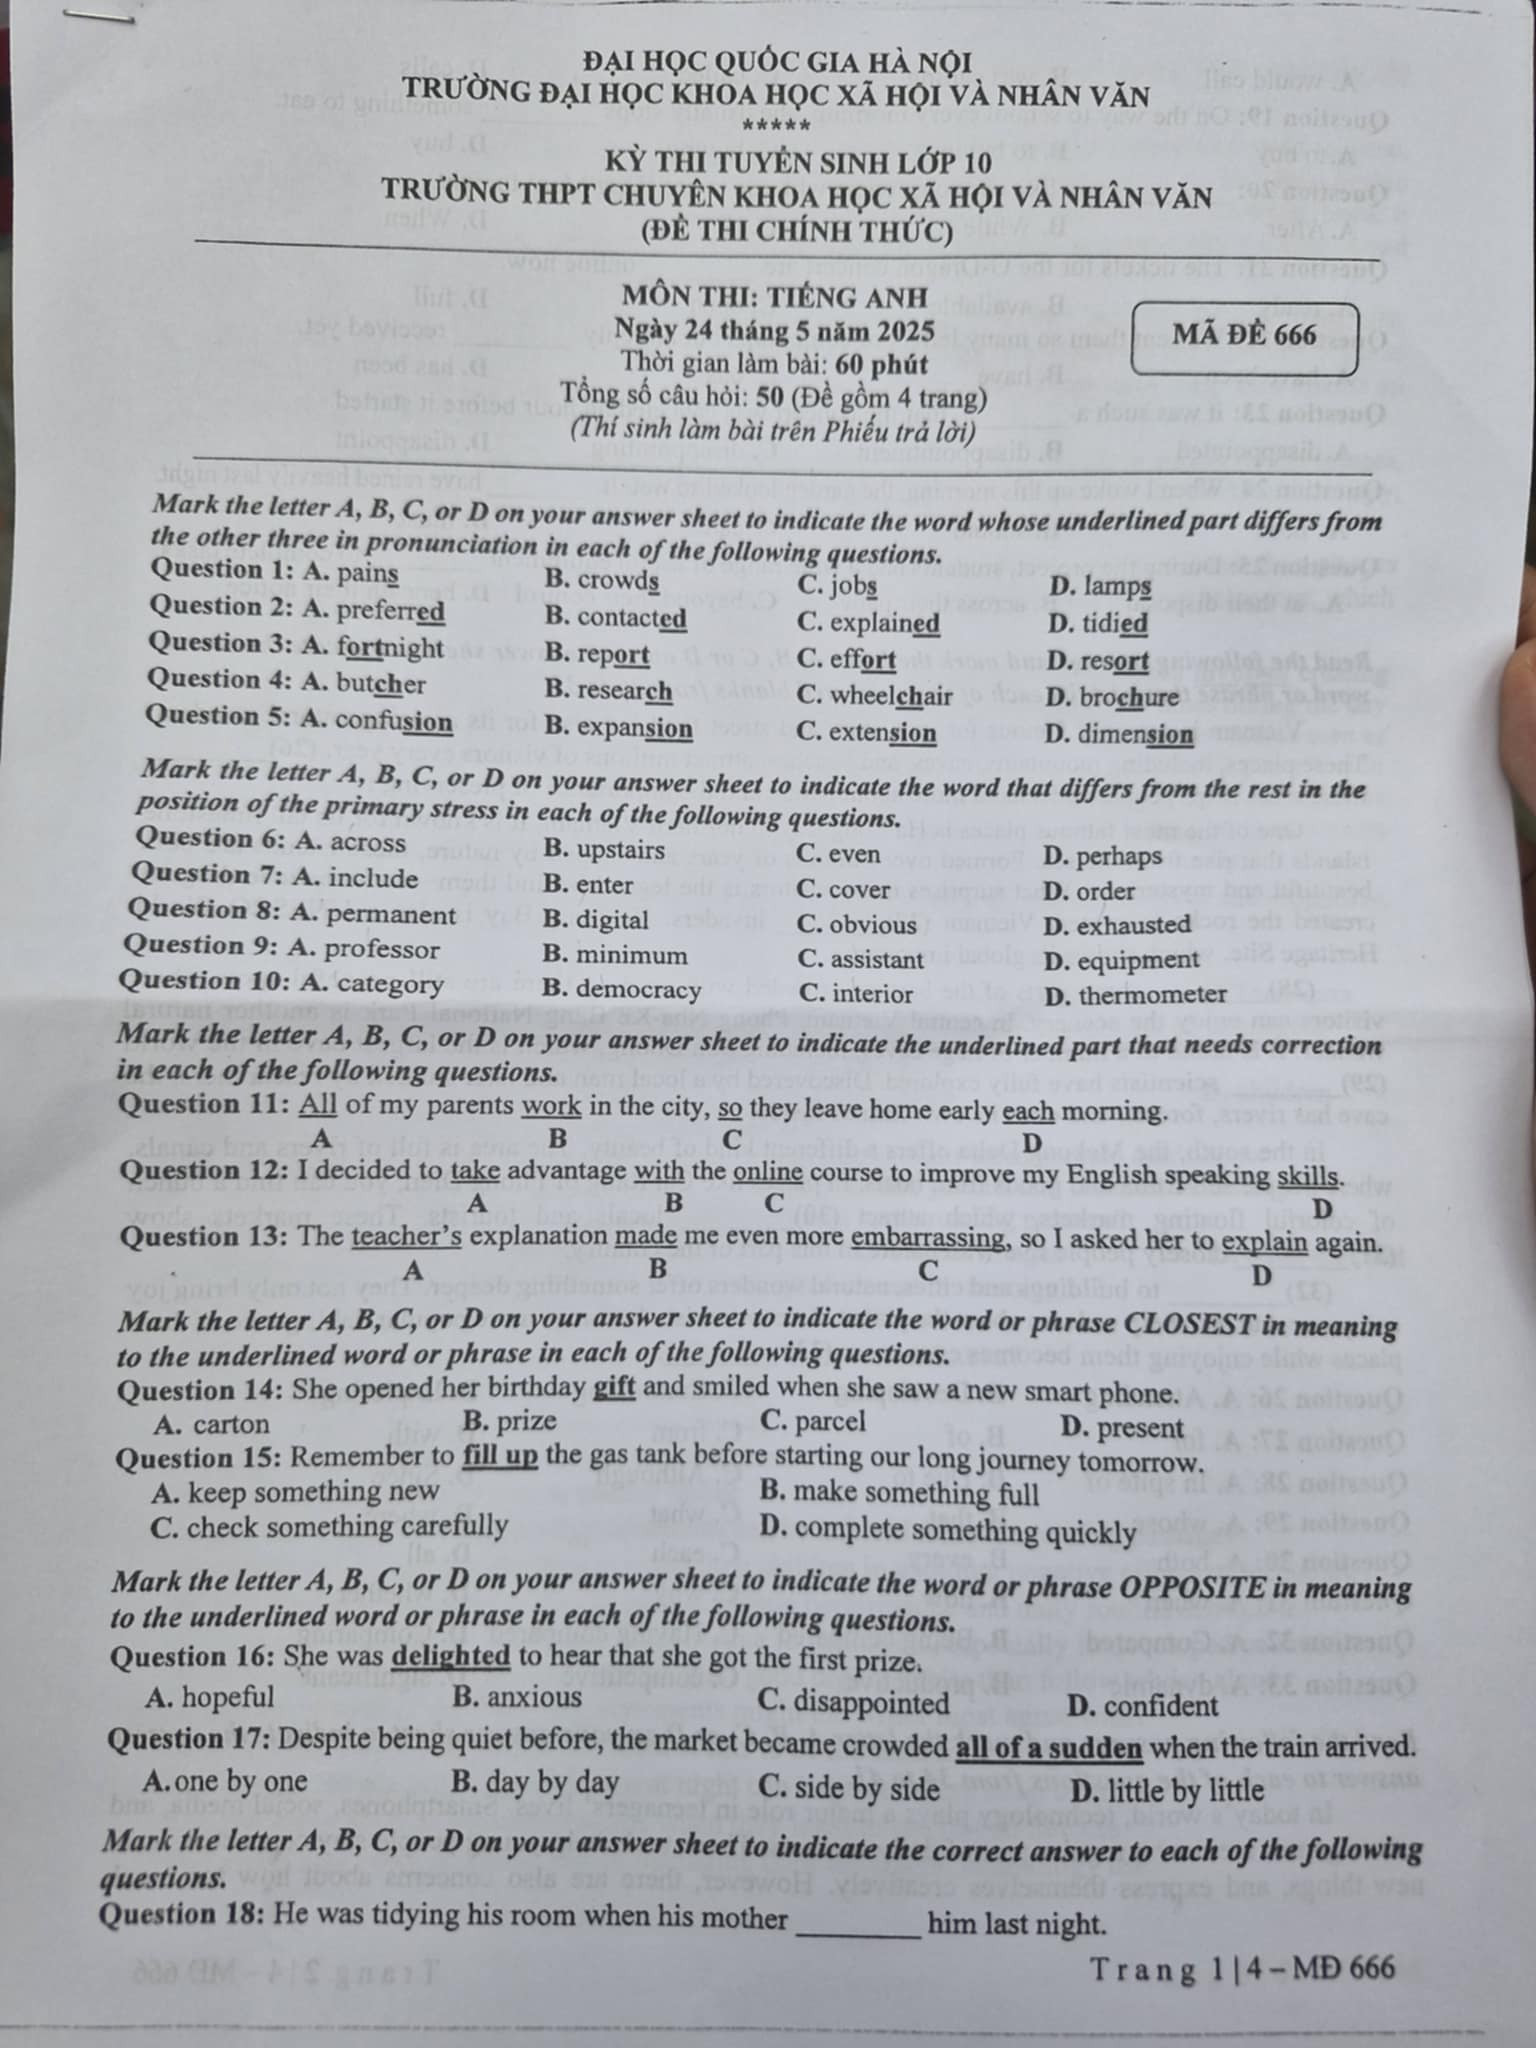 ĐẠI HỌC QUỐC GIA HÀ NỘI
TRƯỜNG ĐẠI HỌC KHOA HỌC XÃ HỘI VÀ NHÂN VĂN
*****
KỲ THI TUYỂN SINH LỚP 10
TRƯỜNG THPT CHUYÊN KHOA HỌC XÃ HỘI VÀ NHÂN VĂN
(ĐỀ THI CHÍNH THỨC)
MÔN THI: TIẾNG ANH
Ngày 24 tháng 5 năm 2025
Thời gian làm bài: 60 phút
Tổng số câu hỏi: 50 (Đề gồm 4 trang)
(Thí sinh làm bài trên Phiếu trả lời)
MÃ ĐỀ 666
Mark the letter A, B, C, or D on your answer sheet to indicate the word whose underlined part differs from
the other three in pronunciation in each of the following questions.
Question 1: A. pains B. crowds C. jobs D. lamps
Question 2: A. preferred B. contacted C. explained D. tidied
Question 3: A. fortnight B. report C. effort D. resort
Question 4: A. butcher B. research C. wheelchair D. brochure
Question 5: A. confusion B. expansion C. extension D. dimension
Mark the letter A, B, C, or D on your answer sheet to indicate the word that differs from the rest in the
position of the primary stress in each of the following questions.
Question 6: A. across B. upstairs C. even D. perhaps
Question 7: A. include B. enter C. cover D. order
Question 8: A. permanent B. digital C. obvious D. exhausted
Question 9: A. professor B. minimum C. assistant D. equipment
Question 10: A. category B. democracy C. interior D. thermometer
Mark the letter A, B, C, or D on your answer sheet to indicate the underlined part that needs correction
in each of the following questions.
Question 11: All of my parents work in the city, so they leave home early each morning.
A B C D
Question 12: I decided to take advantage with the online course to improve my English speaking skills.
A B C D
Question 13: The teacher's explanation made me even more embarrassing, so I asked her to explain again.
A B C D
Mark the letter A, B, C, or D on your answer sheet to indicate the word or phrase CLOSEST in meaning
to the underlined word or phrase in each of the following questions.
Question 14: She opened her birthday gift and smiled when she saw a new smart phone.
A. carton B. prize C. parcel D. present
Question 15: Remember to fill up the gas tank before starting our long journey tomorrow.
A. keep something new B. make something full
C. check something carefully D. complete something quickly
Mark the letter A, B, C, or D on your answer sheet to indicate the word or phrase OPPOSITE in meaning
to the underlined word or phrase in each of the following questions.
Question 16: She was delighted to hear that she got the first prize.
A. hopeful B. anxious C. disappointed D. confident
Question 17: Despite being quiet before, the market became crowded all of a sudden when the train arrived.
A. one by one B. day by day C. side by side D. little by little
Mark the letter A, B, C, or D on your answer sheet to indicate the correct answer to each of the following
questions.
Question 18: He was tidying his room when his mother ________ him last night.
Trang 1|4 – MĐ 666